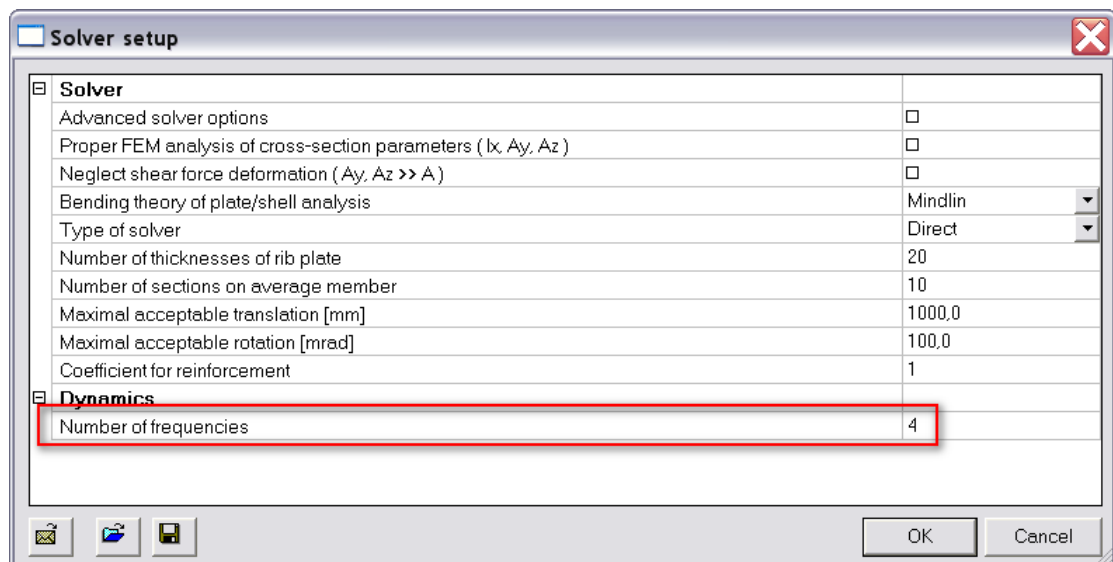 Solver setup
Solver
Advanced solver options
Proper FEM analysis of cross-section parameters ( Ix, Ay, Az )
Neglect shear force deformation ( Ay, Az >> A )
Bending theory of plate/shell analysis Mindlin
Type of solver Direct
Number of thicknesses of rib plate 20
Number of sections on average member 10
Maximal acceptable translation [mm] 1000,0
Maximal acceptable rotation [mrad] 100,0
Coefficient for reinforcement 1
Dynamics
Number of frequencies 4
OK Cancel